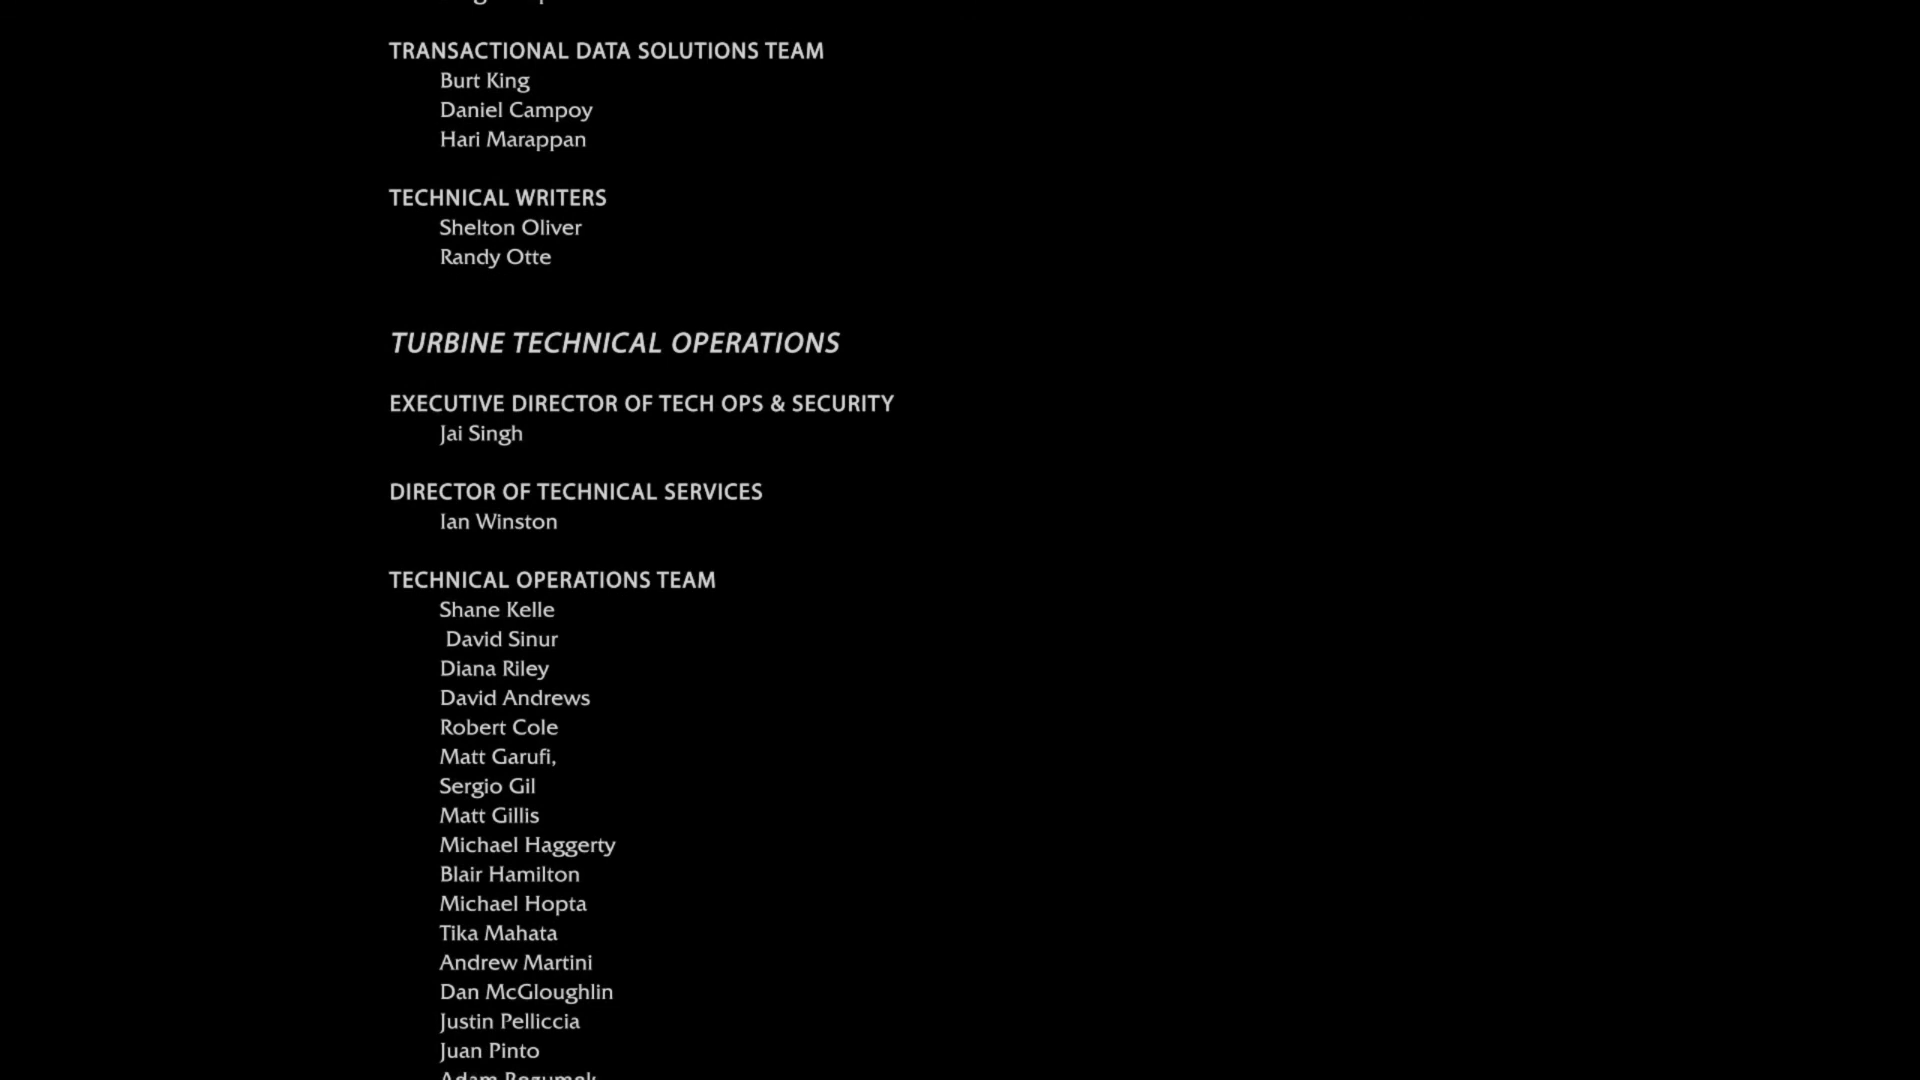 TRANSACTIONAL DATA SOLUTIONS TEAM
Burt King
Daniel Campoy
Hari Marappan
TECHNICAL WRITERS
Shelton Oliver
Randy Otte
TURBINE TECHNICAL OPERATIONS
EXECUTIVE DIRECTOR OF TECH OPS & SECURITY
Jai Singh
DIRECTOR OF TECHNICAL SERVICES
Ian Winston
TECHNICAL OPERATIONS TEAM
Shane Kelle
David Sinur
Diana Riley
David Andrews
Robert Cole
Matt Garufi,
Sergio Gil
Matt Gillis
Michael Haggerty
Blair Hamilton
Michael Hopta
Tika Mahata
Andrew Martini
Dan McGloughlin
Justin Pelliccia
Juan Pinto
Adam